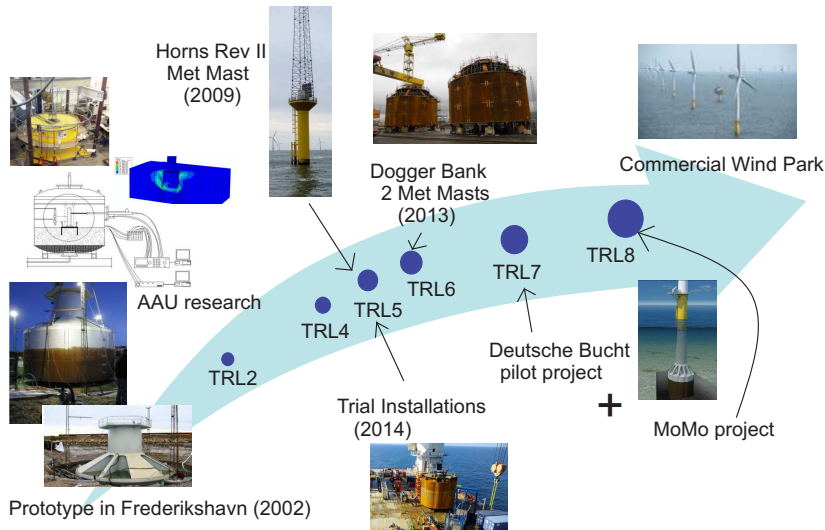 Horns Rev II
Met Mast
(2009)
Commercial Wind Park
Dogger Bank
2 Met Masts
(2013)
TRL8
TRL7
TRL6
TRL5
TRL4
TRL2
AAU research
Deutsche Bucht
pilot project
+
Trial Installations
(2014)
MoMo project
Prototype in Frederikshavn (2002)